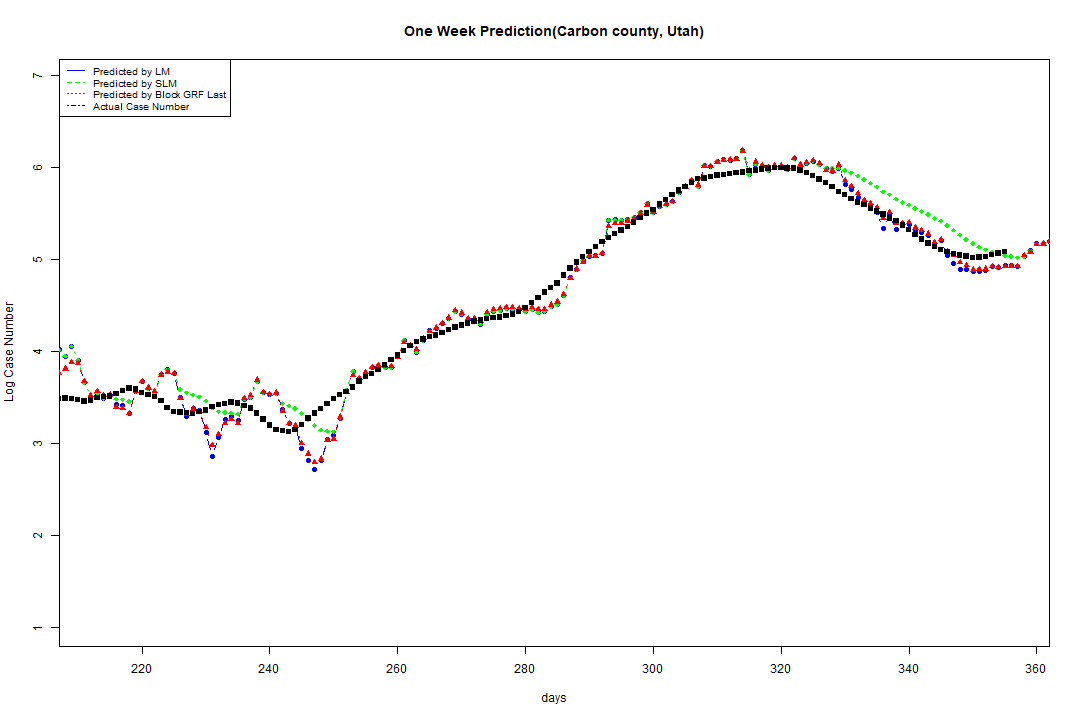 One Week Prediction(Carbon county, Utah)
Predicted by LM
Predicted by SLM
Predicted by Block GRF Last
Actual Case Number
7
6
5
4
3
2
1
Log Case Number
220 240 260 280 300 320 340 360
days